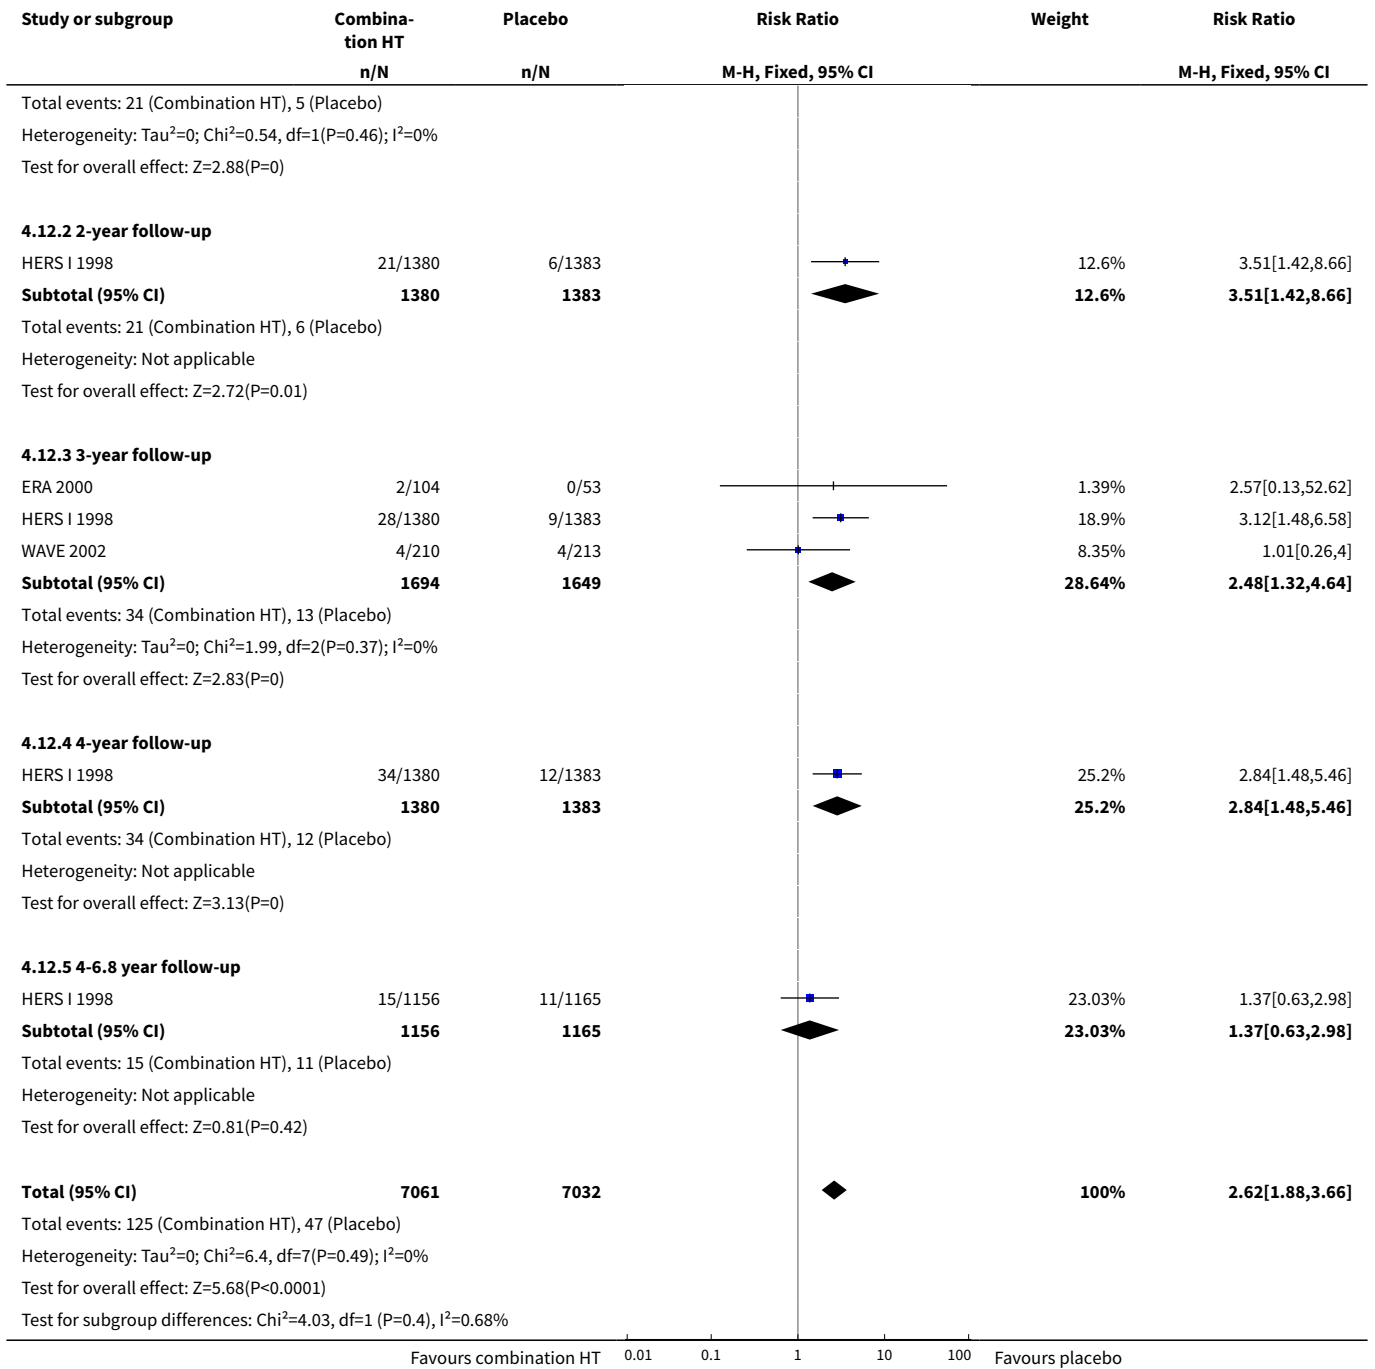 Study or subgroup Combina- Placebo Risk Ratio Weight Risk Ratio
tion HT
n/N n/N M-H, Fixed, 95% CI M-H, Fixed, 95% CI
Total events: 21 (Combination HT), 5 (Placebo)
Heterogeneity: Tau²=0; Chi²=0.54, df=1(P=0.46); I²=0%
Test for overall effect: Z=2.88(P=0)
4.12.2 2-year follow-up
HERS I 1998 21/1380 6/1383 12.6% 3.51[1.42,8.66]
Subtotal (95% CI) 1380 1383 12.6% 3.51[1.42,8.66]
Total events: 21 (Combination HT), 6 (Placebo)
Heterogeneity: Not applicable
Test for overall effect: Z=2.72(P=0.01)
4.12.3 3-year follow-up
ERA 2000 2/104 0/53 1.39% 2.57[0.13,52.62]
HERS I 1998 28/1380 9/1383 18.9% 3.12[1.48,6.58]
WAVE 2002 4/210 4/213 8.35% 1.01[0.26,4]
Subtotal (95% CI) 1694 1649 28.64% 2.48[1.32,4.64]
Total events: 34 (Combination HT), 13 (Placebo)
Heterogeneity: Tau²=0; Chi²=1.99, df=2(P=0.37); I²=0%
Test for overall effect: Z=2.83(P=0)
4.12.4 4-year follow-up
HERS I 1998 34/1380 12/1383 25.2% 2.84[1.48,5.46]
Subtotal (95% CI) 1380 1383 25.2% 2.84[1.48,5.46]
Total events: 34 (Combination HT), 12 (Placebo)
Heterogeneity: Not applicable
Test for overall effect: Z=3.13(P=0)
4.12.5 4-6.8 year follow-up
HERS I 1998 15/1156 11/1165 23.03% 1.37[0.63,2.98]
Subtotal (95% CI) 1156 1165 23.03% 1.37[0.63,2.98]
Total events: 15 (Combination HT), 11 (Placebo)
Heterogeneity: Not applicable
Test for overall effect: Z=0.81(P=0.42)
Total (95% CI) 7061 7032 100% 2.62[1.88,3.66]
Total events: 125 (Combination HT), 47 (Placebo)
Heterogeneity: Tau²=0; Chi²=6.4, df=7(P=0.49); I²=0%
Test for overall effect: Z=5.68(P<0.0001)
Test for subgroup differences: Chi²=4.03, df=1 (P=0.4), I²=0.68%
Favours combination HT 0.01 0.1 1 10 100 Favours placebo